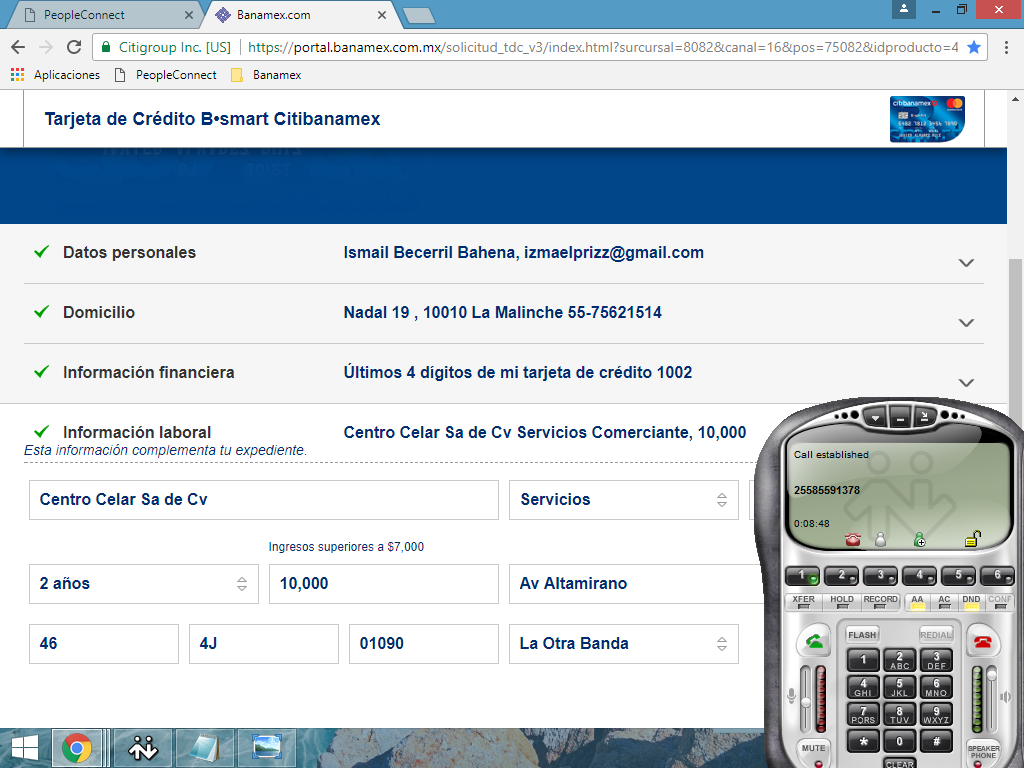 PeopleConnect
Banamex.com
Citigroup Inc. [US]
https://portal.banamex.com.mx/solicitud_tdc_v3/index.html?sursursal=8082&canal=16&pos=75082&idproducto=4
Aplicaciones
PeopleConnect
Banamex
Tarjeta de Crédito B•smart Citibanamex
citibanamex
Datos personales
Ismail Becerril Bahena, izmaelprizz@gmail.com
Domicilio
Nadal 19 , 10010 La Malinche 55-75621514
Información financiera
Últimos 4 dígitos de mi tarjeta de crédito 1002
Información laboral
Centro Celar Sa de Cv Servicios Comerciante, 10,000
Esta información complementa tu expediente.
Centro Celar Sa de Cv
Servicios
Ingresos superiores a $7,000
2 años
10,000
Av Altamirano
46
4J
01090
La Otra Banda
Call established
25585591378
0:08:48
1 2 3 4 5 6
XFER HOLD RECORD AA AC DND CONF
FLASH REDIAL
1 2 ABC 3 DEF
4 GHI 5 JKL 6 MNO
7 PQRS 8 TUV 9 WXYZ
* 0 #
MUTE
CLEAR
SPEAKER
PHONE